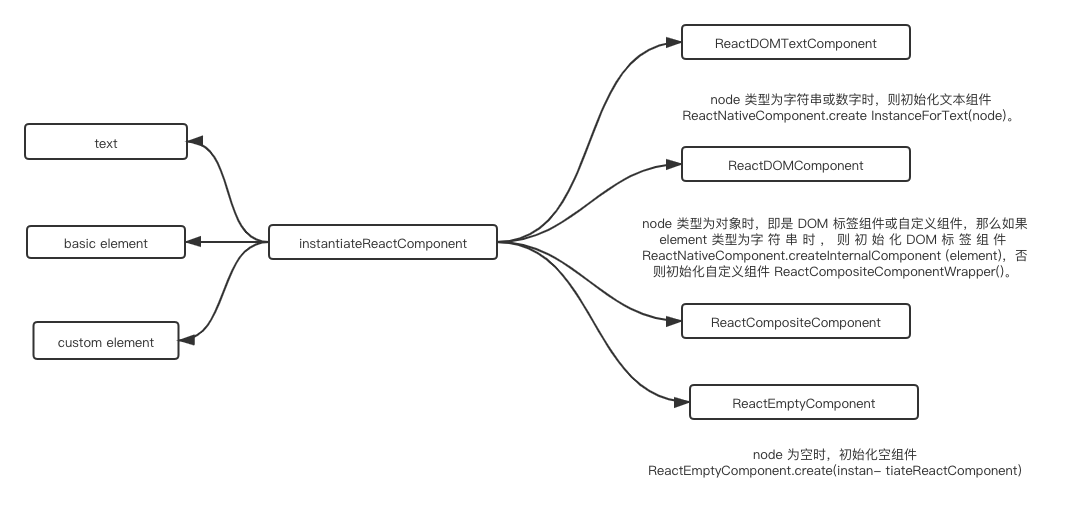 ReactDOMTextComponent
node 类型为字符串或数字时，则初始化文本组件
ReactNativeComponent.create InstanceForText(node)。
text
ReactDOMComponent
basic element
instantiateReactComponent
node 类型为对象时，即是 DOM 标签组件或自定义组件，那么如果
element 类型为字 符 串 时 ， 则 初 始 化 DOM 标 签 组 件
ReactNativeComponent.createInternalComponent (element)，否
则初始化自定义组件 ReactCompositeComponentWrapper()。
custom element
ReactCompositeComponent
ReactEmptyComponent
node 为空时，初始化空组件
ReactEmptyComponent.create(instan- tiateReactComponent)